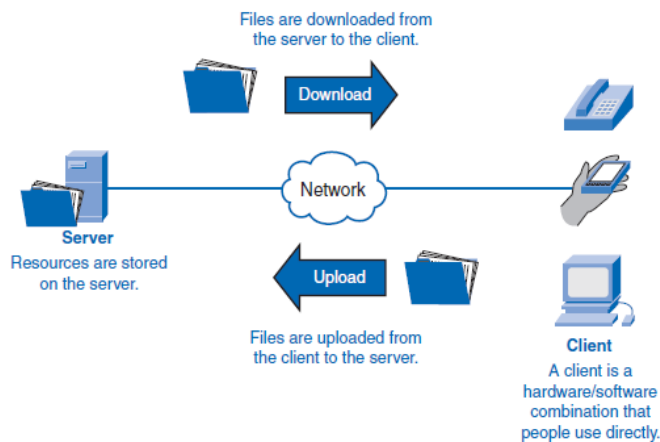 Files are downloaded from
the server to the client.
Download
Network
Server
Resources are stored
on the server.
Upload
Files are uploaded from
the client to the server.
Client
A client is a
hardware/software
combination that
people use directly.